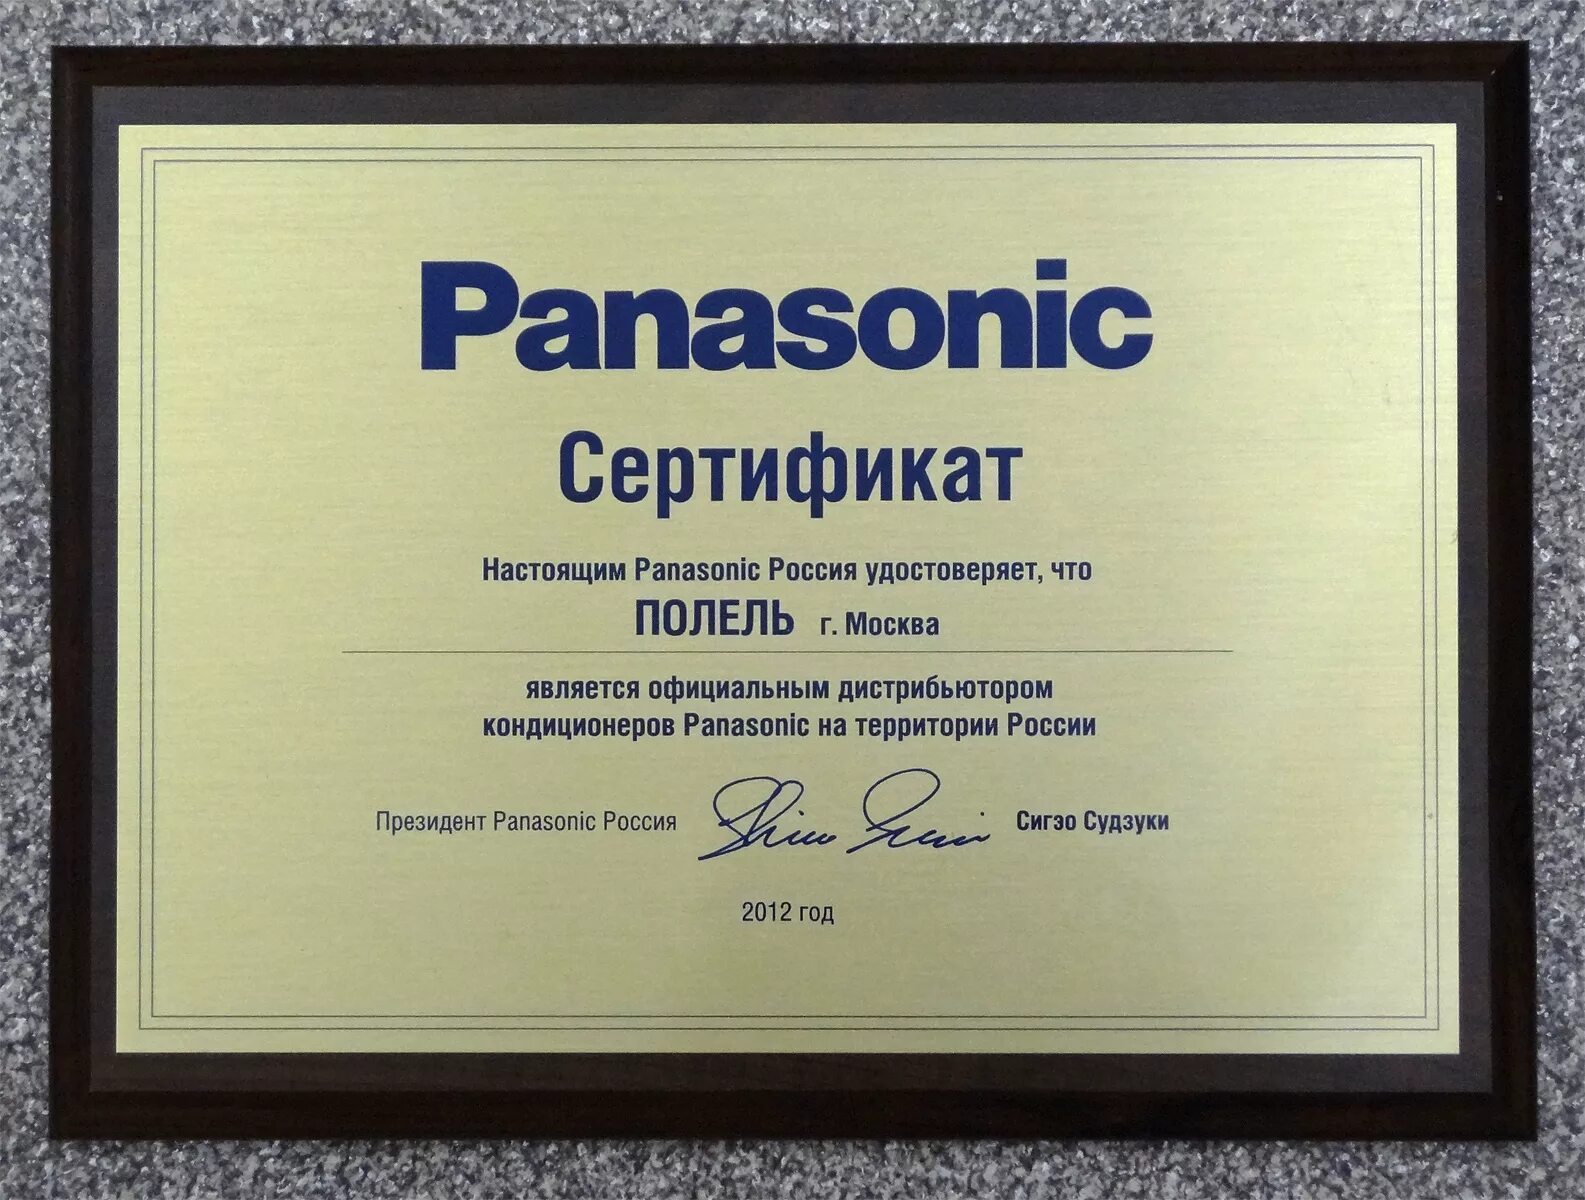 Panasonic
Сертификат
Настоящим Panasonic Россия удостоверяет, что
ПОЛЕЛЬ г. Москва
является официальным дистрибьютором
кондиционеров Panasonic на территории России
Президент Panasonic Россия Сигэо Судзуки
2012 год